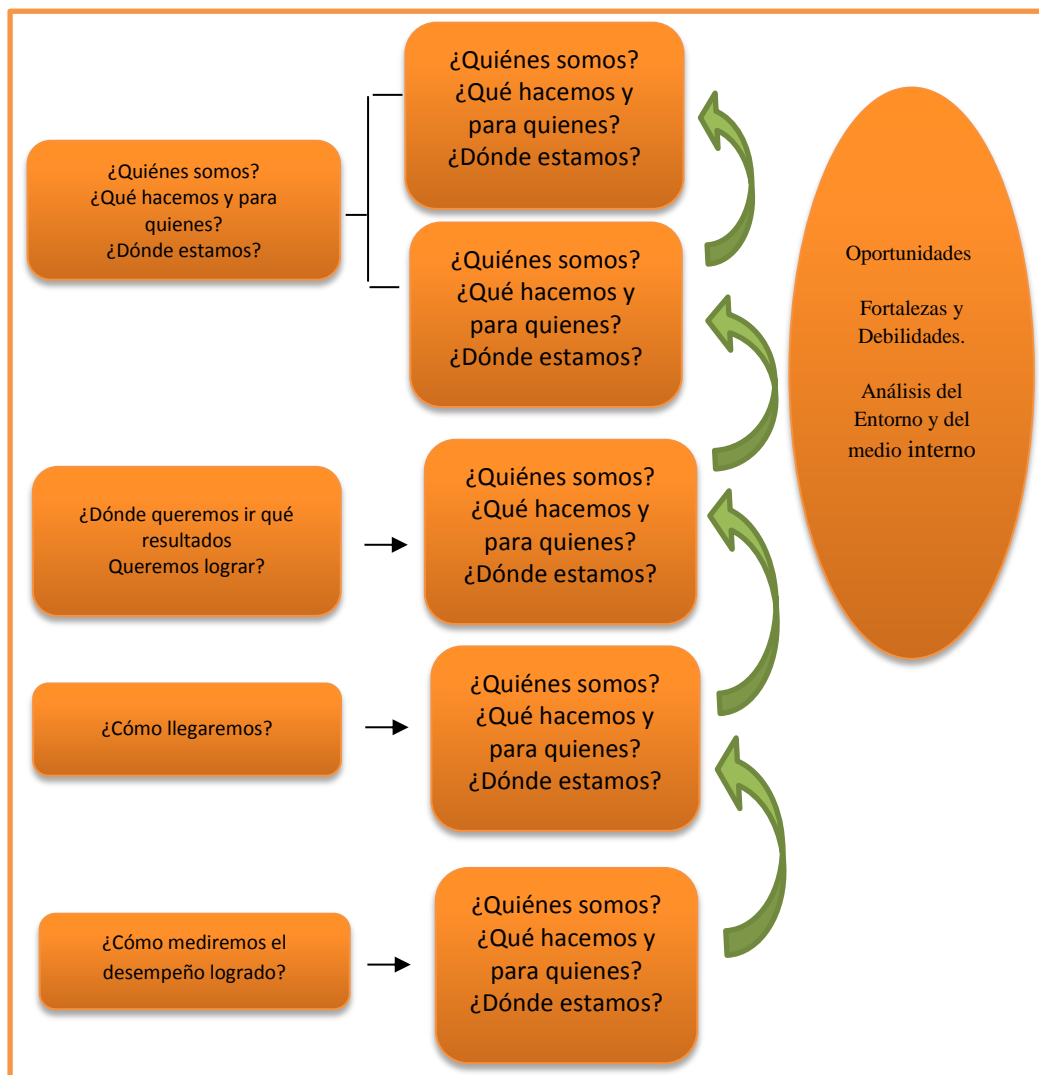 ¿Quiénes somos?
¿Qué hacemos y para
quienes?
¿Dónde estamos?
¿Quiénes somos?
¿Qué hacemos y
para quienes?
¿Dónde estamos?
¿Quiénes somos?
¿Qué hacemos y
para quienes?
¿Dónde estamos?
¿Dónde queremos ir qué
resultados
Queremos lograr?
¿Quiénes somos?
¿Qué hacemos y
para quienes?
¿Dónde estamos?
¿Cómo llegaremos?
¿Quiénes somos?
¿Qué hacemos y
para quienes?
¿Dónde estamos?
¿Cómo mediremos el
desempeño logrado?
¿Quiénes somos?
¿Qué hacemos y
para quienes?
¿Dónde estamos?
Oportunidades
Fortalezas y
Debilidades.
Análisis del
Entorno y del
medio interno